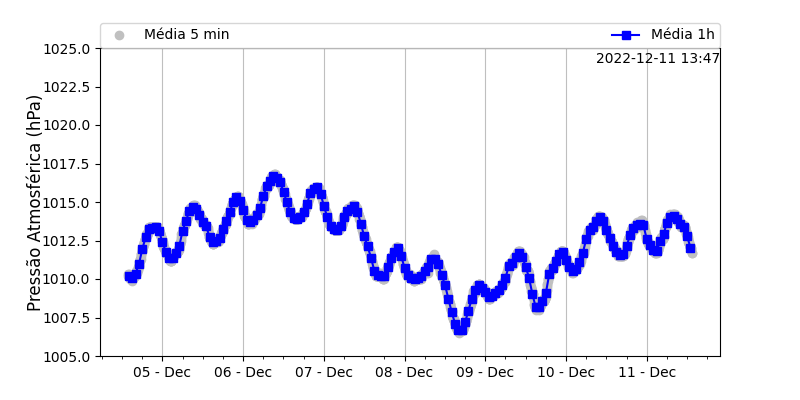 Média 5 min
Média 1h
2022-12-11 13:47
Pressão Atmosférica (hPa)
1025.0
1022.5
1020.0
1017.5
1015.0
1012.5
1010.0
1007.5
1005.0
05 - Dec
06 - Dec
07 - Dec
08 - Dec
09 - Dec
10 - Dec
11 - Dec